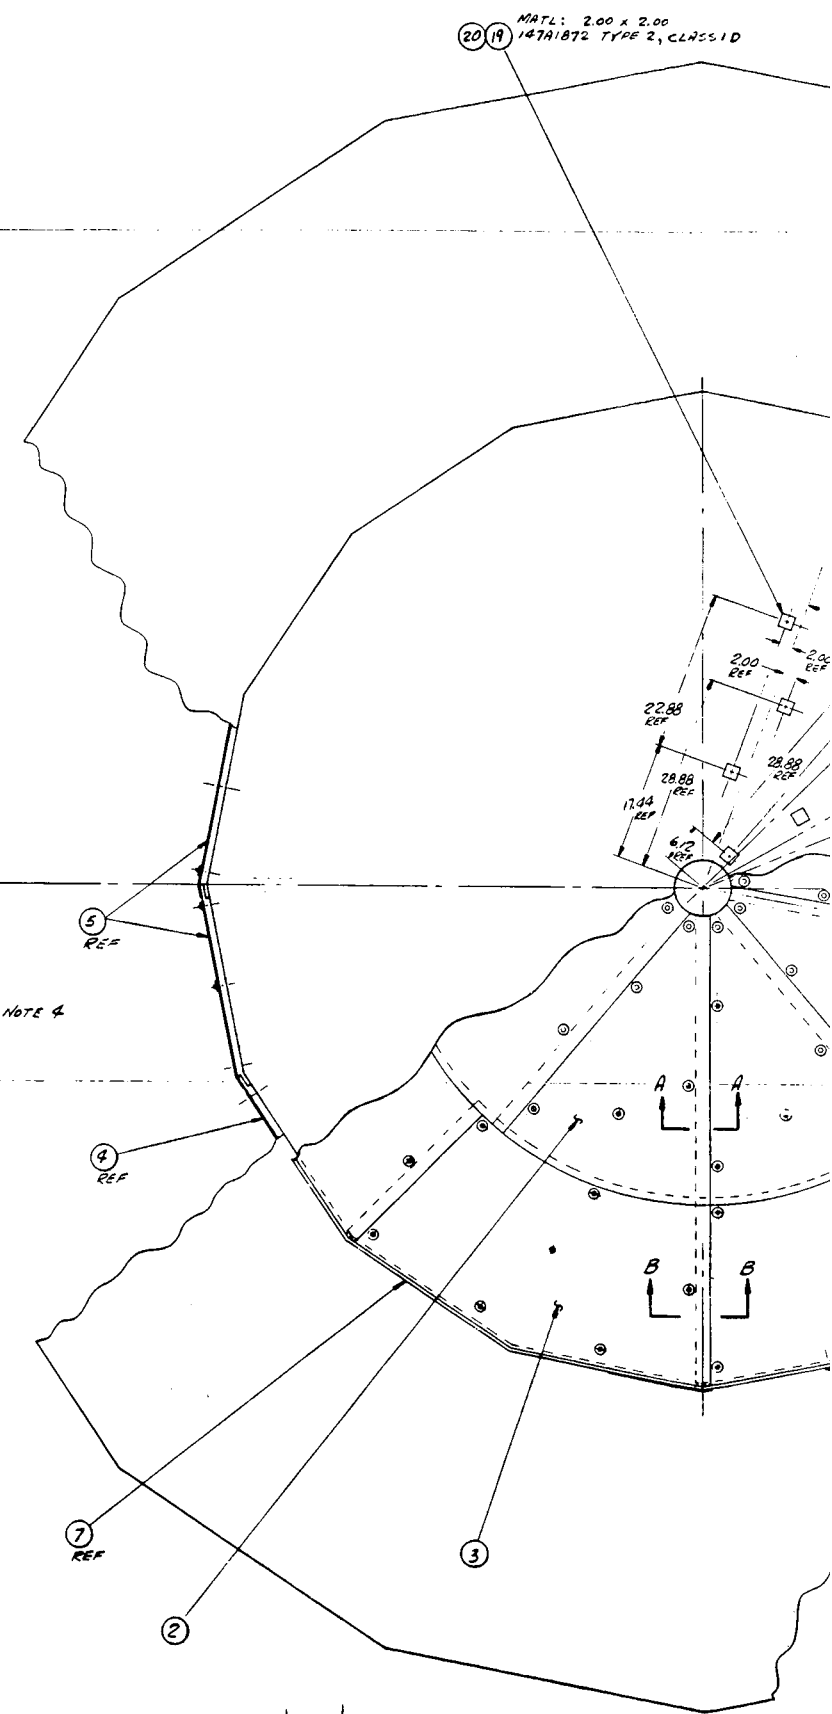 MATL: 2.00 x 2.00
20 19 147A1872 TYPE 2, CLASS 1D
2.00
REF
2.00
REF
22.88
REF
28.88
REF
28.88
REF
17.44
REF
6.12
REF
5
REF
NOTE 4
A A
4
REF
B B
7
REF
3
2